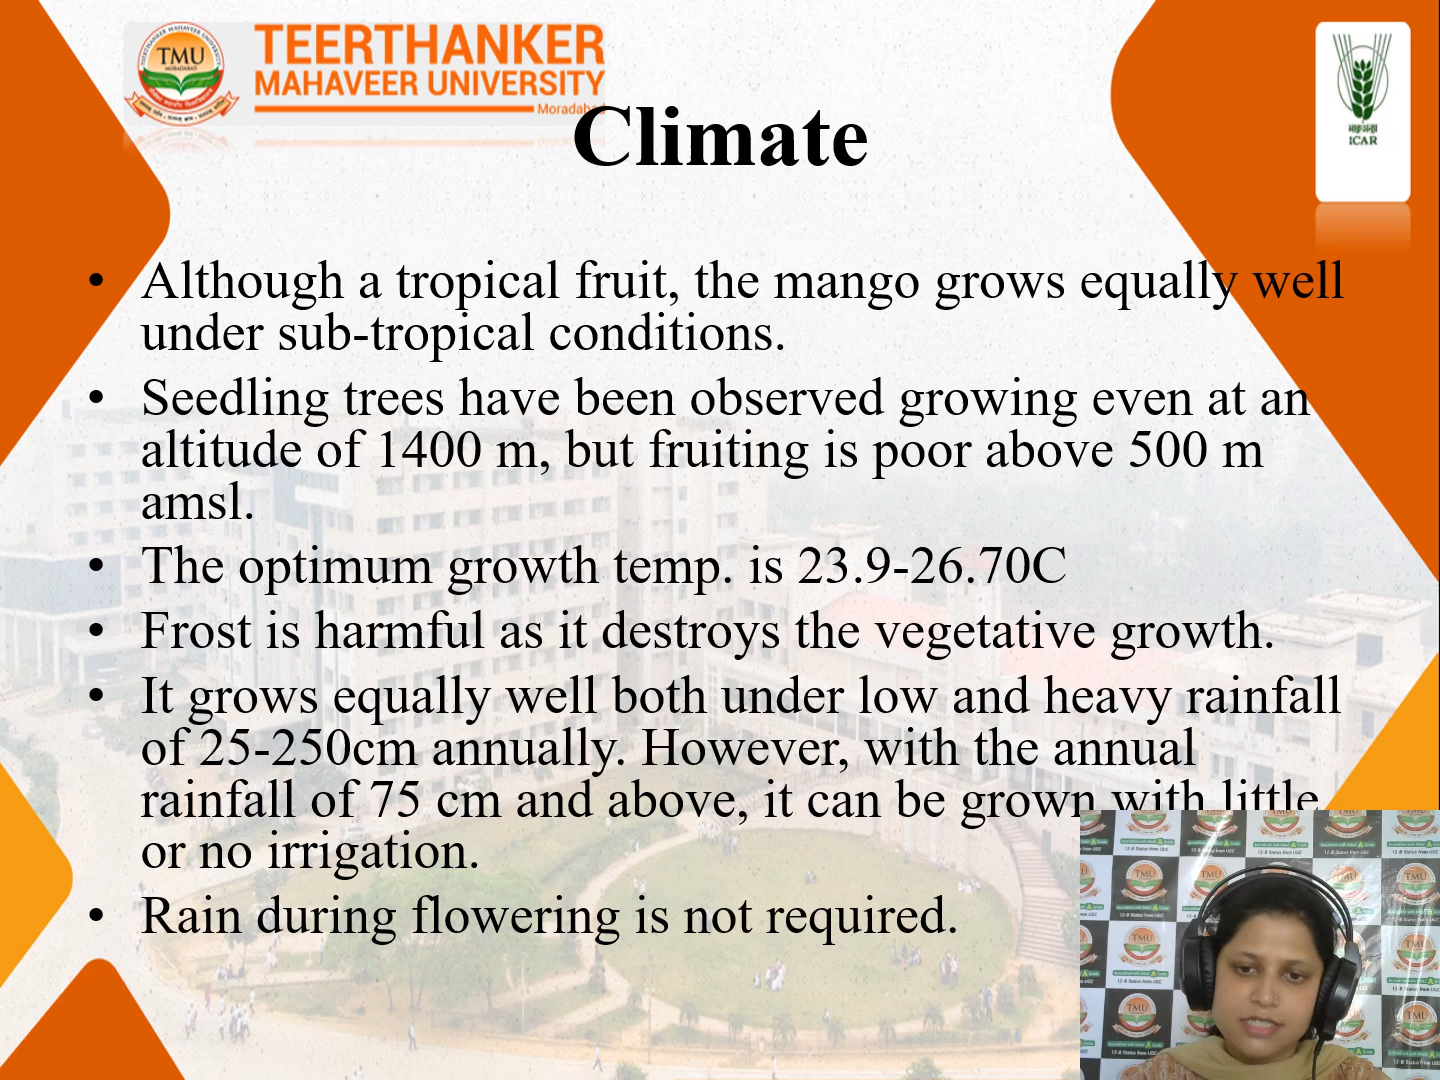 TMU
TEERTHANKER
MAHAVEER UNIVERSITY
Climate
ICAR
• Although a tropical fruit, the mango grows equally well
under sub-tropical conditions.
• Seedling trees have been observed growing even at an
altitude of 1400 m, but fruiting is poor above 500 m
amsl.
• The optimum growth temp. is 23.9-26.70C
• Frost is harmful as it destroys the vegetative growth.
• It grows equally well both under low and heavy rainfall
of 25-250cm annually. However, with the annual
rainfall of 75 cm and above, it can be grown with little
or no irrigation.
• Rain during flowering is not required.